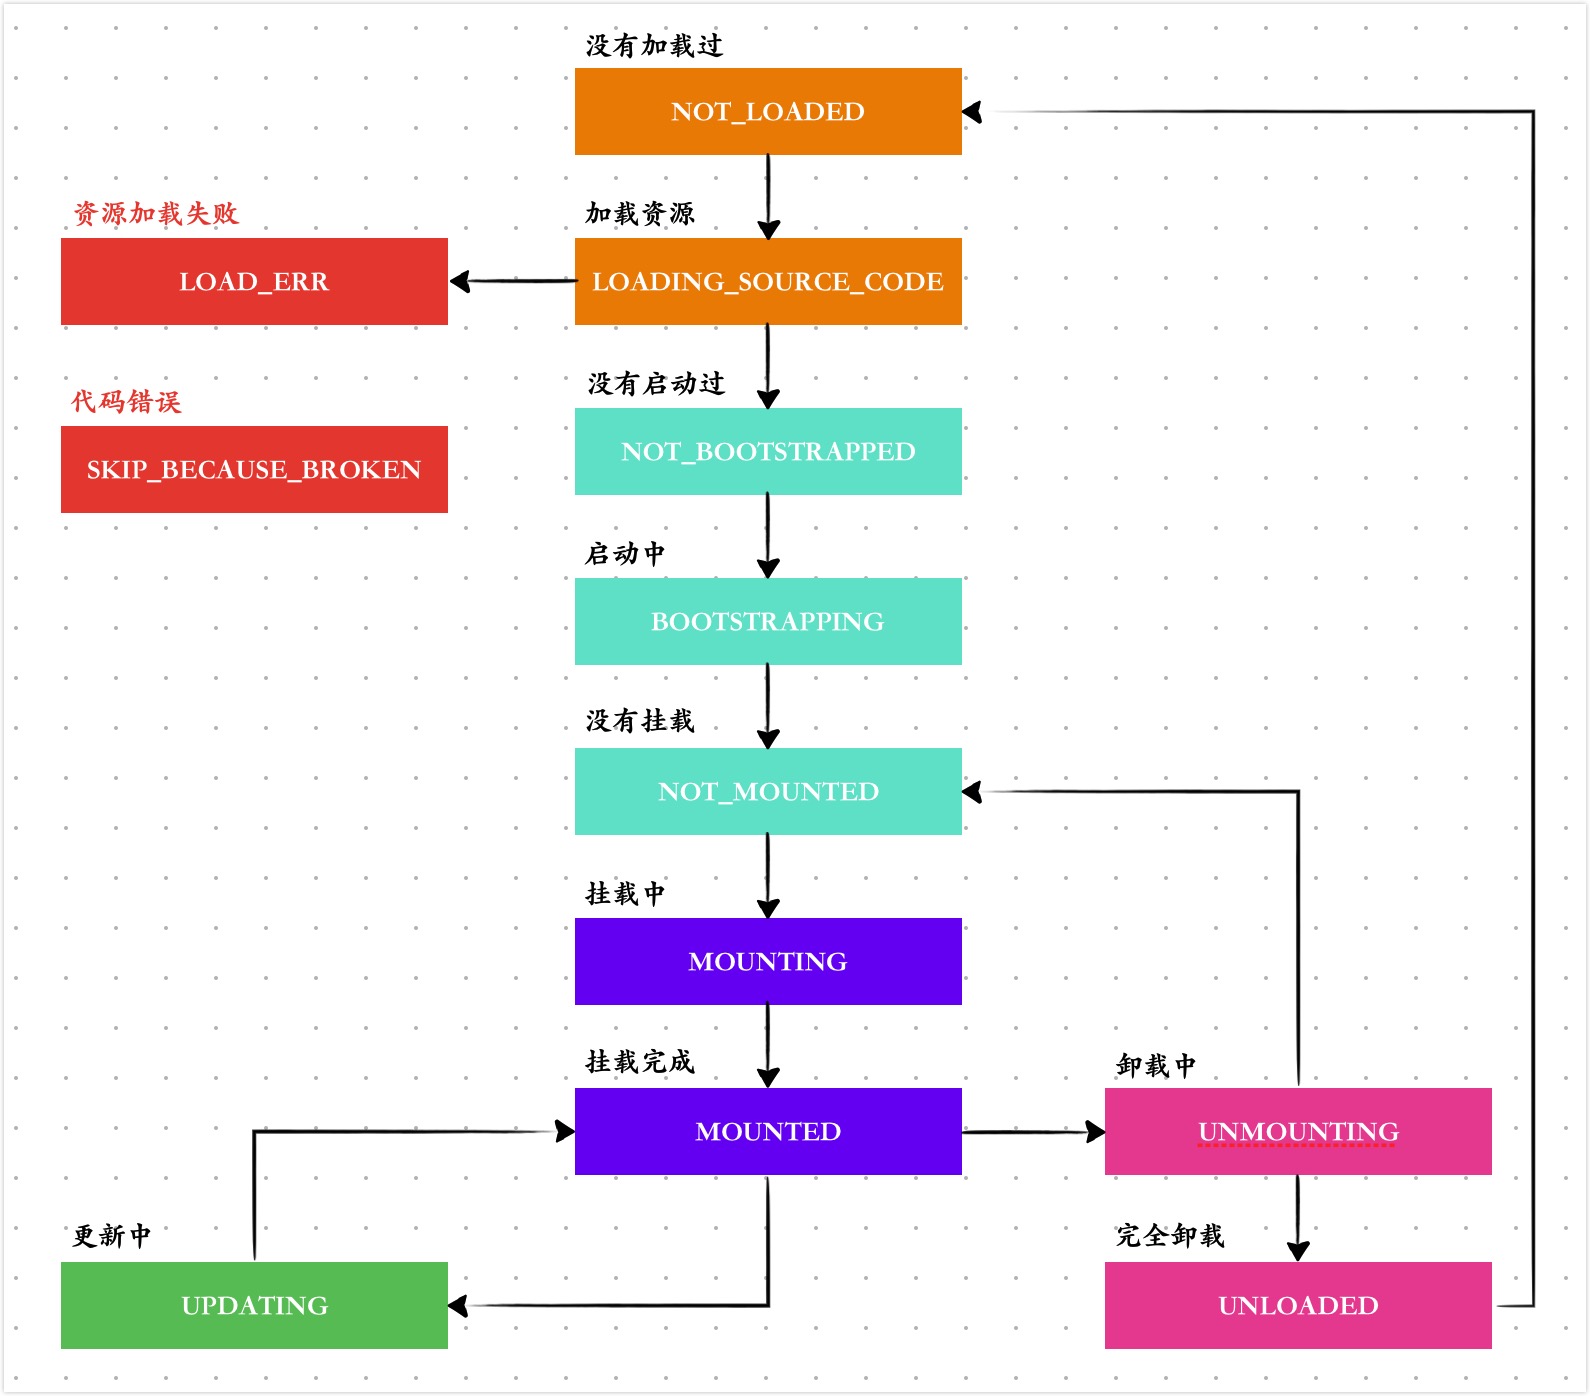 没有加载过
NOT_LOADED
资源加载失败
加载资源
LOAD_ERR
LOADING_SOURCE_CODE
没有启动过
代码错误
NOT_BOOTSTRAPPED
SKIP_BECAUSE_BROKEN
启动中
BOOTSTRAPPING
没有挂载
NOT_MOUNTED
挂载中
MOUNTING
挂载完成
卸载中
MOUNTED
UNMOUNTING
更新中
完全卸载
UPDATING
UNLOADED